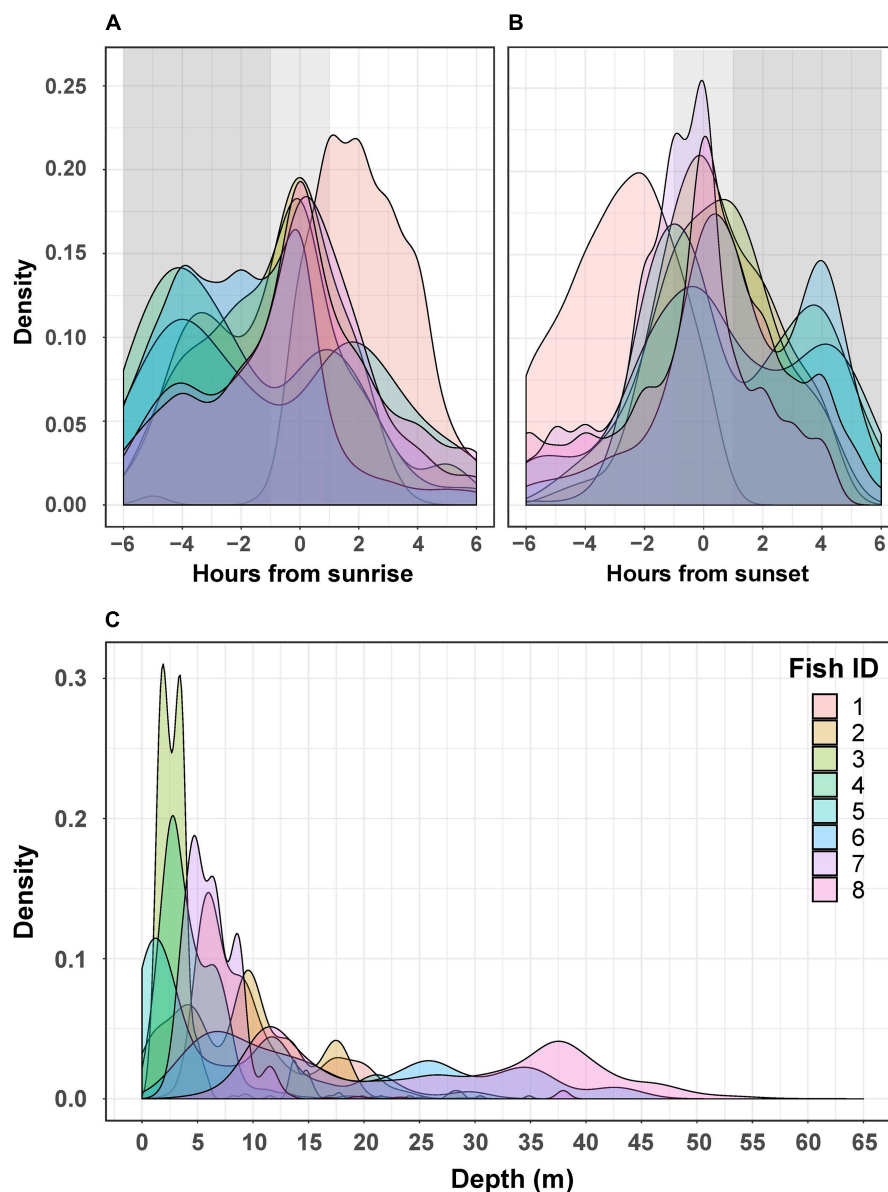 A
B
0.25
0.20
0.15
0.10
0.05
0.00
Density
−6 −4 −2 0 2 4 6
−6 −4 −2 0 2 4 6
Hours from sunrise
Hours from sunset
C
Fish ID
1
2
3
4
5
6
7
8
0.3
0.2
0.1
0.0
Density
0 5 10 15 20 25 30 35 40 45 50 55 60 65
Depth (m)